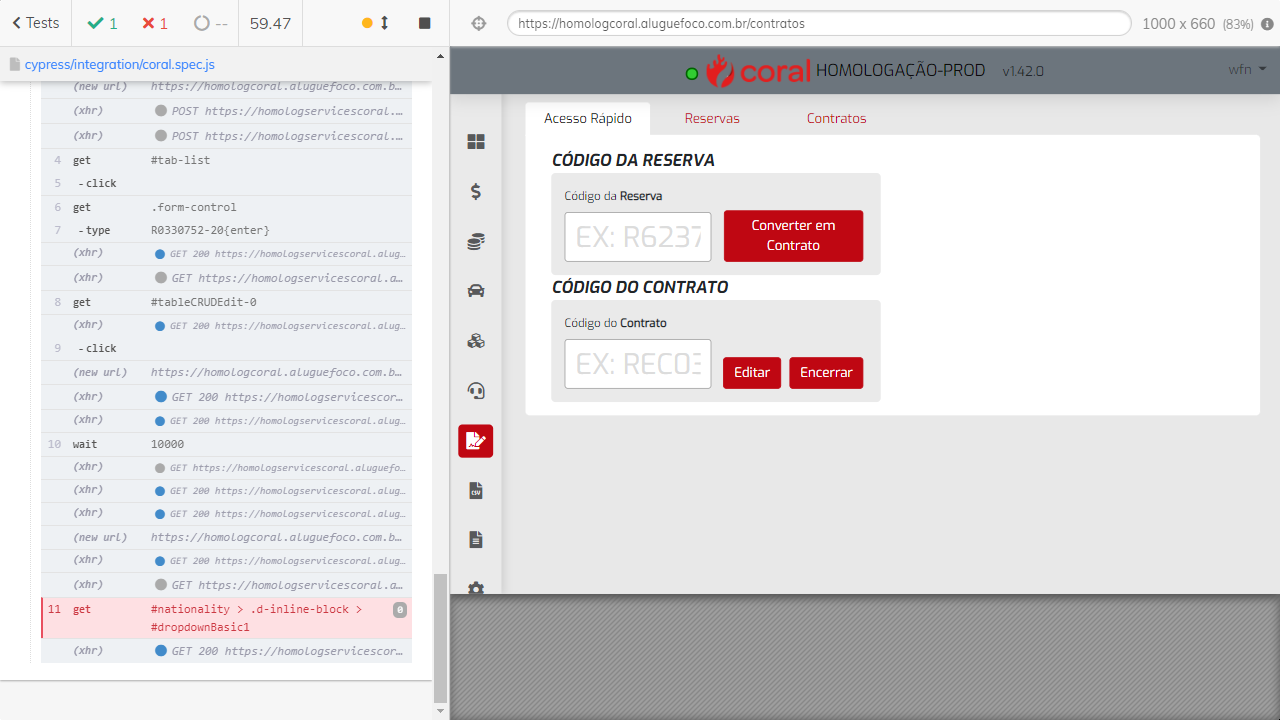 Tests
1
1
--
59.47
https://homologcoral.aluguefoco.com.br/contratos
1000 x 660 (83%)
cypress/integration/coral.spec.js
(new url) https://homologcoral.aluguefoco.com.b...
(xhr) POST https://homologservicescoral....
(xhr) POST https://homologservicescoral....
4 get #tab-list
5 - click
6 get .form-control
7 - type R0330752-20{enter}
(xhr) GET 200 https://homologservicescoral.alug...
(xhr) GET https://homologservicescoral.a...
8 get #tableCRUDEdit-0
(xhr) GET 200 https://homologservicescoral.alug...
9 - click
(new url) https://homologcoral.aluguefoco.com.b...
(xhr) GET 200 https://homologservicescor...
(xhr) GET 200 https://homologservicescoral.alug...
10 wait 10000
(xhr) GET https://homologservicescoral.aluguefo...
(xhr) GET 200 https://homologservicescoral.alug...
(xhr) GET 200 https://homologservicescoral.alug...
(new url) https://homologcoral.aluguefoco.com.b...
(xhr) GET 200 https://homologservicescoral.alug...
(xhr) GET https://homologservicescoral.a...
11 get #nationality > .d-inline-block > 0
#dropdownBasic1
(xhr) GET 200 https://homologservicescor...
coral HOMOLOGAÇÃO-PROD v1.42.0
wfn
Acesso Rápido
Reservas
Contratos
CÓDIGO DA RESERVA
Código da Reserva
EX: R6237
Converter em
Contrato
CÓDIGO DO CONTRATO
Código do Contrato
EX: REC03
Editar
Encerrar
CSV